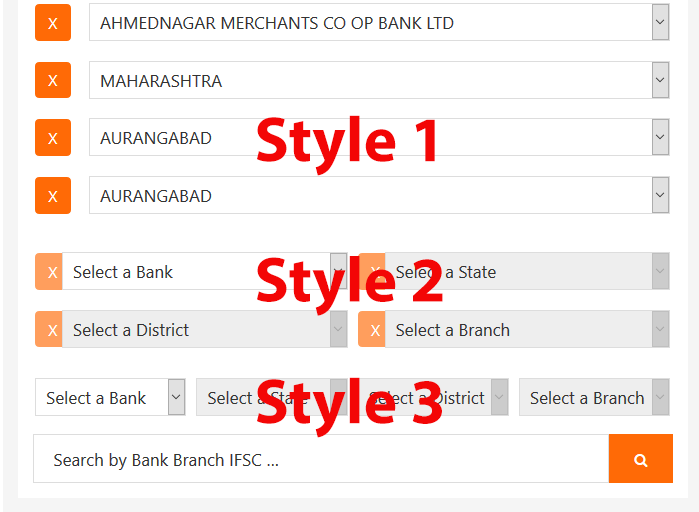 X AHMEDNAGAR MERCHANTS CO OP BANK LTD
X MAHARASHTRA
X AURANGABAD
Style 1
X AURANGABAD
X Select a Bank X Select a State
Style 2
X Select a District X Select a Branch
Select a Bank Select a State Select a District Select a Branch
Style 3
Search by Bank Branch IFSC ...